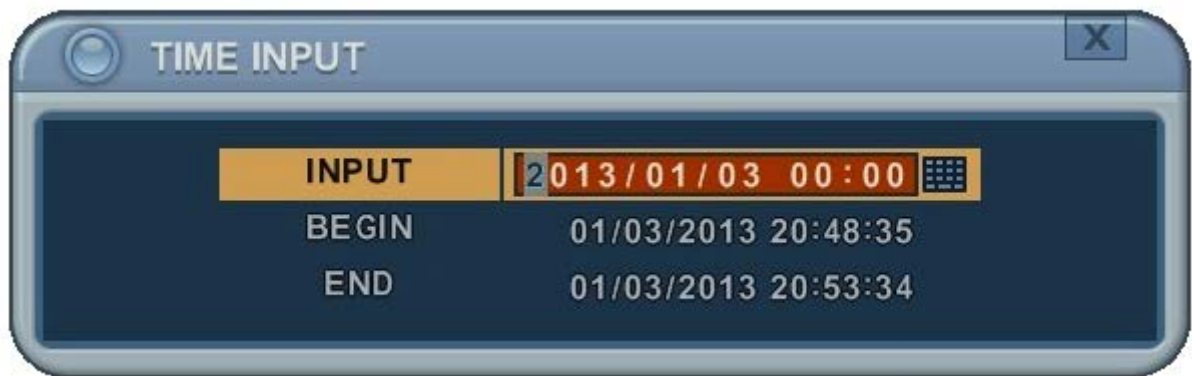 TIME INPUT X
INPUT 2013/01/03 00:00
BEGIN 01/03/2013 20:48:35
END 01/03/2013 20:53:34